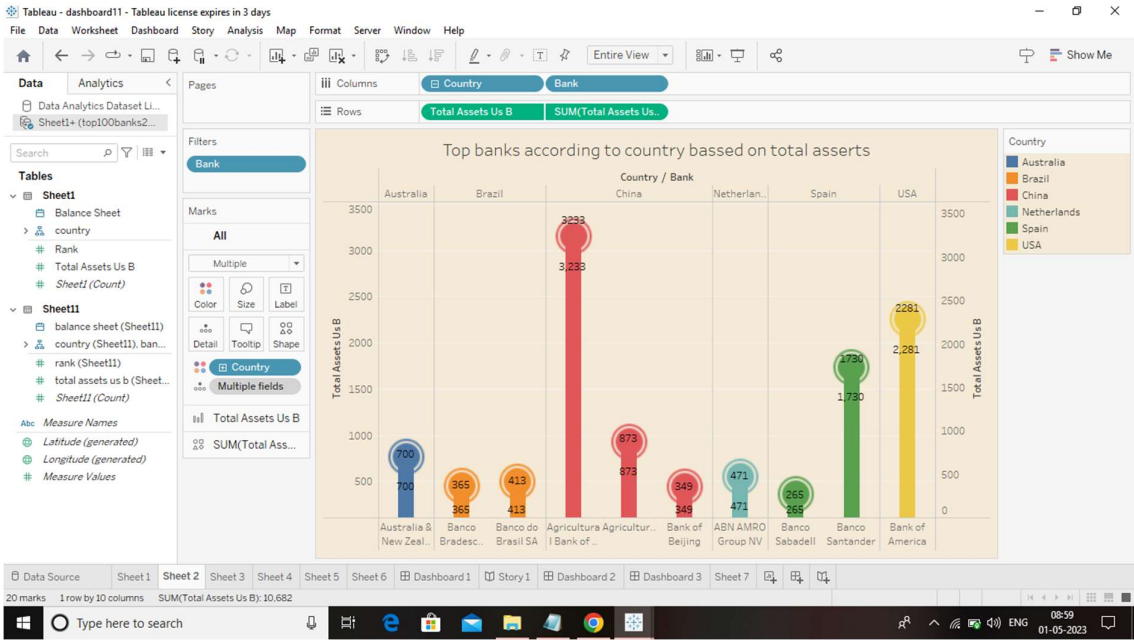 Tableau - dashboard11 - Tableau license expires in 3 days
File Data Worksheet Dashboard Story Analysis Map Format Server Window Help
Entire View
Show Me
Data Analytics
Data Analytics Dataset Li...
Sheet1+ (top100banks2...
Search
Tables
Sheet1
Balance Sheet
country
Rank
Total Assets Us B
Sheet1 (Count)
Sheet11
balance sheet (Sheet11)
country (Sheet11), ban...
rank (Sheet11)
total assets us b (Sheet...
Sheet11 (Count)
Abc Measure Names
Latitude (generated)
Longitude (generated)
Measure Values
Pages
Filters
Bank
Marks
All
Multiple
Color Size Label
Detail Tooltip Shape
Country
Multiple fields
Total Assets Us B
SUM(Total Ass...
Columns Country Bank
Rows Total Assets Us B SUM(Total Assets Us..
Top banks according to country bassed on total asserts
Country / Bank
Australia Brazil China Netherlan.. Spain USA
Total Assets Us B
3500
3000
2500
2000
1500
1000
500
700
700
365
365
413
413
3233
3,233
873
873
349
349
471
471
265
265
1730
1,730
2281
2,281
3500
3000
2500
2000
1500
1000
500
0
Total Assets Us B
Australia & Banco Banco do Agricultura Agricultur.. Bank of ABN AMRO Banco Banco Bank of
New Zeal.. Bradesc.. Brasil SA l Bank of .. Beijing Group NV Sabadell Santander America
Country
Australia
Brazil
China
Netherlands
Spain
USA
Data Source Sheet 1 Sheet 2 Sheet 3 Sheet 4 Sheet 5 Sheet 6 Dashboard 1 Story 1 Dashboard 2 Dashboard 3 Sheet 7
20 marks 1 row by 10 columns SUM(Total Assets Us B): 10,682
Type here to search
ENG
08:59
01-05-2023